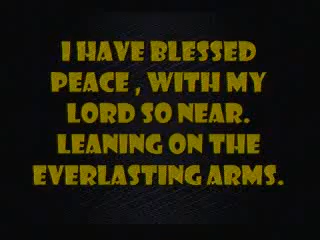 I HAVE BLESSED
PEACE , WITH MY
LORD SO NEAR.
LEANING ON THE
EVERLASTING ARMS.